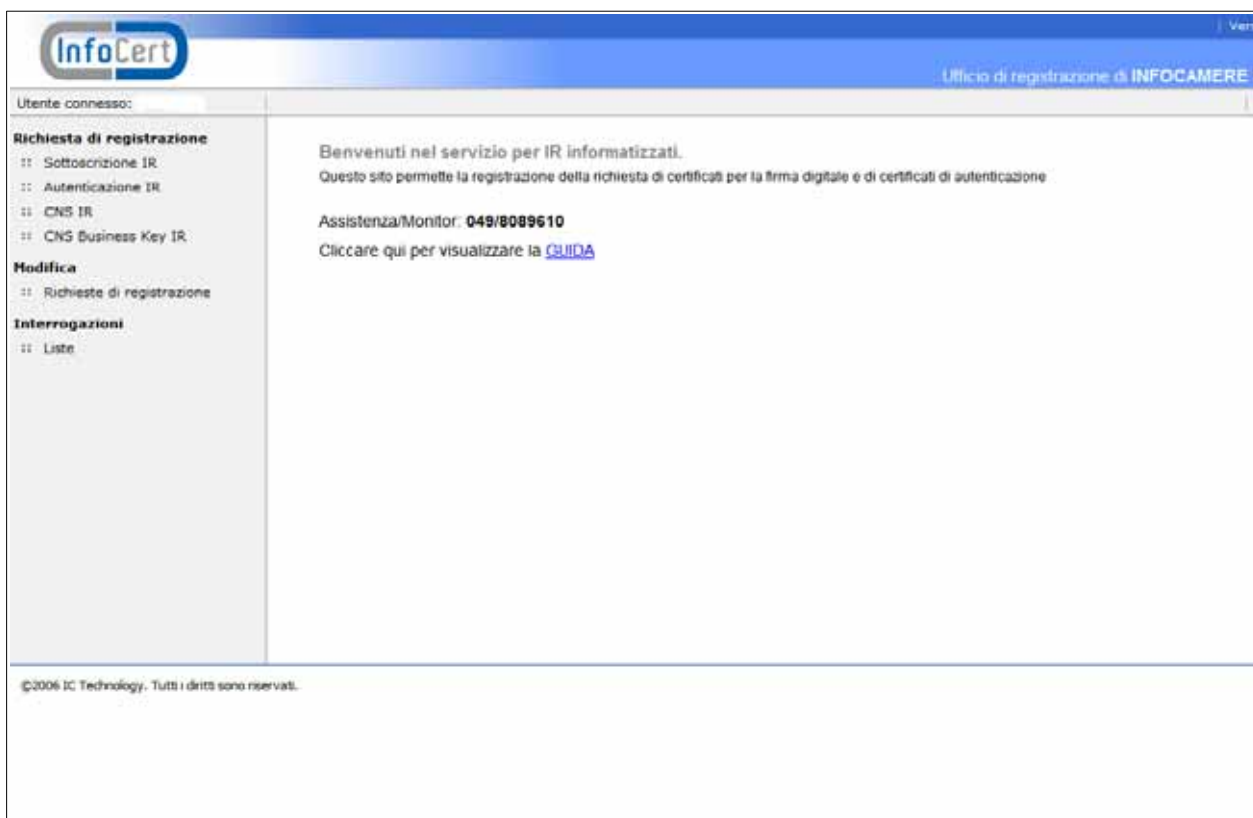 InfoCert
| Ver
Ufficio di registrazione di INFOCAMERE
Utente connesso:
Richiesta di registrazione
:: Sottoscrizione IR
:: Autenticazione IR
:: CNS IR
:: CNS Business Key IR
Modifica
:: Richieste di registrazione
Interrogazioni
:: Liste
Benvenuti nel servizio per IR informatizzati.
Questo sito permette la registrazione della richiesta di certificati per la firma digitale e di certificati di autenticazione
Assistenza/Monitor: 049/8089610
Cliccare qui per visualizzare la GUIDA
©2006 IC Technology. Tutti i diritti sono riservati.